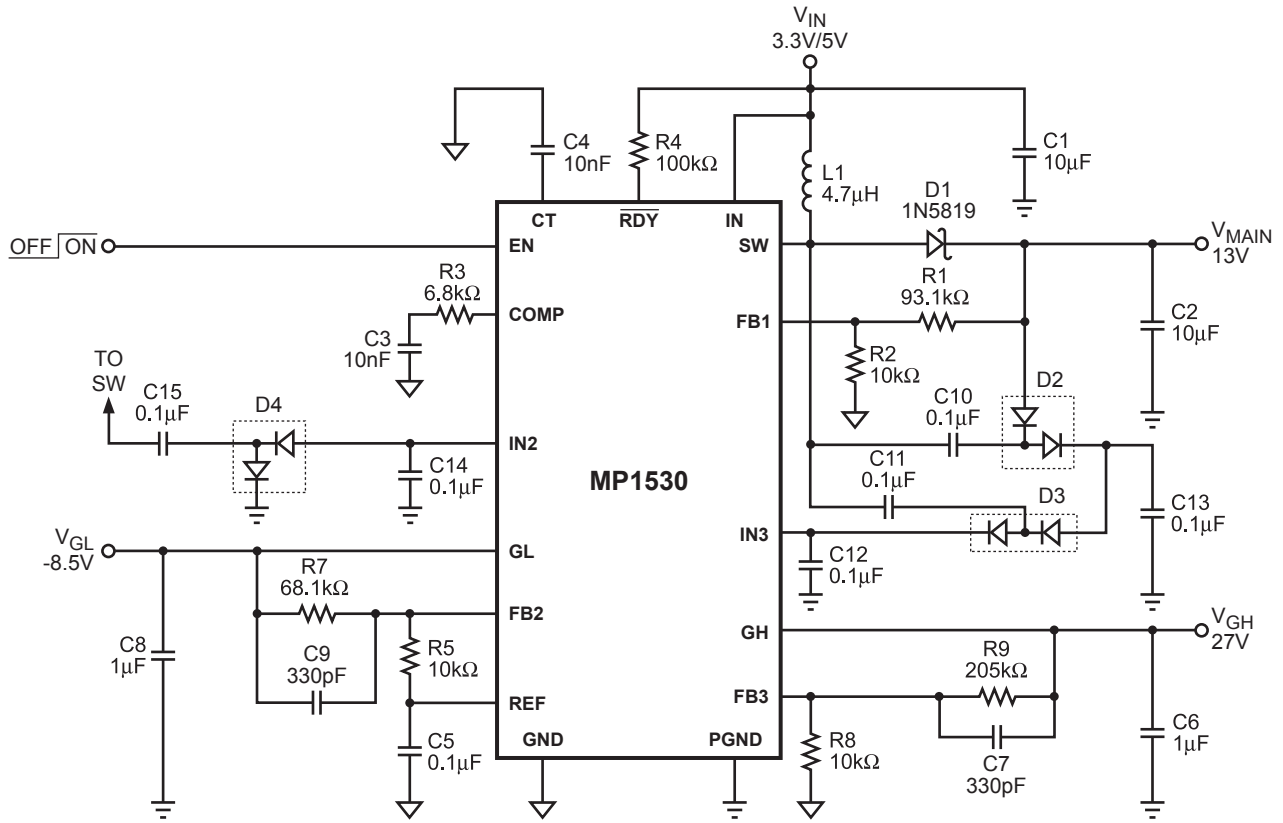 VIN
3.3V/5V
C4
10nF
R4
100kΩ
C1
10µF
L1
4.7µH
D1
1N5819
CT
RDY
IN
OFF ON
EN
SW
VMAIN
13V
R3
6.8kΩ
COMP
R1
93.1kΩ
FB1
C3
10nF
R2
10kΩ
C2
10µF
TO
SW
C15
0.1µF
D4
C10
0.1µF
D2
IN2
C14
0.1µF
MP1530
C11
0.1µF
D3
C13
0.1µF
IN3
C12
0.1µF
VGL
-8.5V
GL
R7
68.1kΩ
FB2
C8
1µF
C9
330pF
R5
10kΩ
GH
VGH
27V
R9
205kΩ
FB3
REF
C5
0.1µF
GND
PGND
R8
10kΩ
C7
330pF
C6
1µF